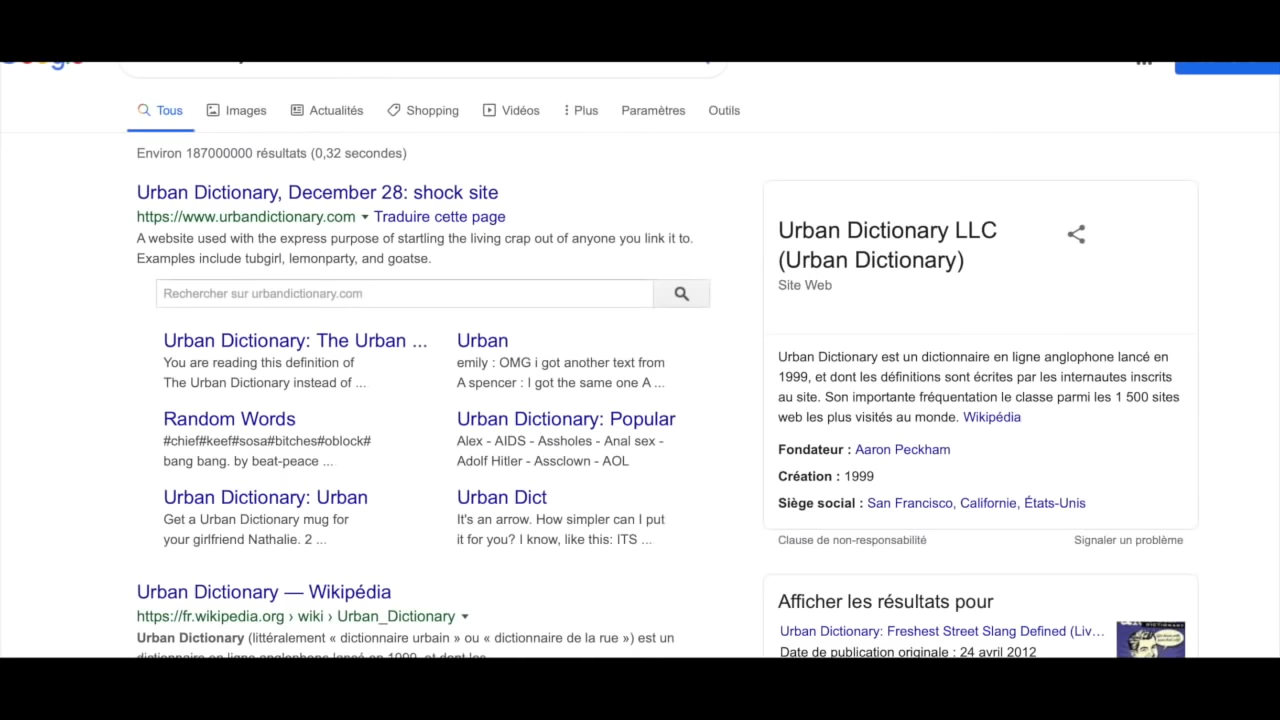 Tous Images Actualités Shopping Vidéos Plus Paramètres Outils
Environ 187000000 résultats (0,32 secondes)
Urban Dictionary, December 28: shock site
https://www.urbandictionary.com Traduire cette page
A website used with the express purpose of startling the living crap out of anyone you link it to.
Examples include tubgirl, lemonparty, and goatse.
Rechercher sur urbandictionary.com
Urban Dictionary: The Urban ...
You are reading this definition of
The Urban Dictionary instead of ...
Urban
emily : OMG i got another text from
A spencer : I got the same one A ...
Random Words
#chief#keef#sosa#bitches#oblock#
bang bang. by beat-peace ...
Urban Dictionary: Popular
Alex - AIDS - Assholes - Anal sex -
Adolf Hitler - Assclown - AOL
Urban Dictionary: Urban
Get a Urban Dictionary mug for
your girlfriend Nathalie. 2 ...
Urban Dict
It's an arrow. How simpler can I put
it for you? I know, like this: ITS ...
Urban Dictionary — Wikipédia
https://fr.wikipedia.org › wiki › Urban_Dictionary
Urban Dictionary (littéralement « dictionnaire urbain » ou « dictionnaire de la rue ») est un
dictionnaire en ligne anglophone lancé en 1999, et dont les
Urban Dictionary LLC
(Urban Dictionary)
Site Web
Urban Dictionary est un dictionnaire en ligne anglophone lancé en
1999, et dont les définitions sont écrites par les internautes inscrits
au site. Son importante fréquentation le classe parmi les 1 500 sites
web les plus visités au monde. Wikipédia
Fondateur : Aaron Peckham
Création : 1999
Siège social : San Francisco, Californie, États-Unis
Clause de non-responsabilité Signaler un problème
Afficher les résultats pour
Urban Dictionary: Freshest Street Slang Defined (Liv...
Date de publication originale : 24 avril 2012